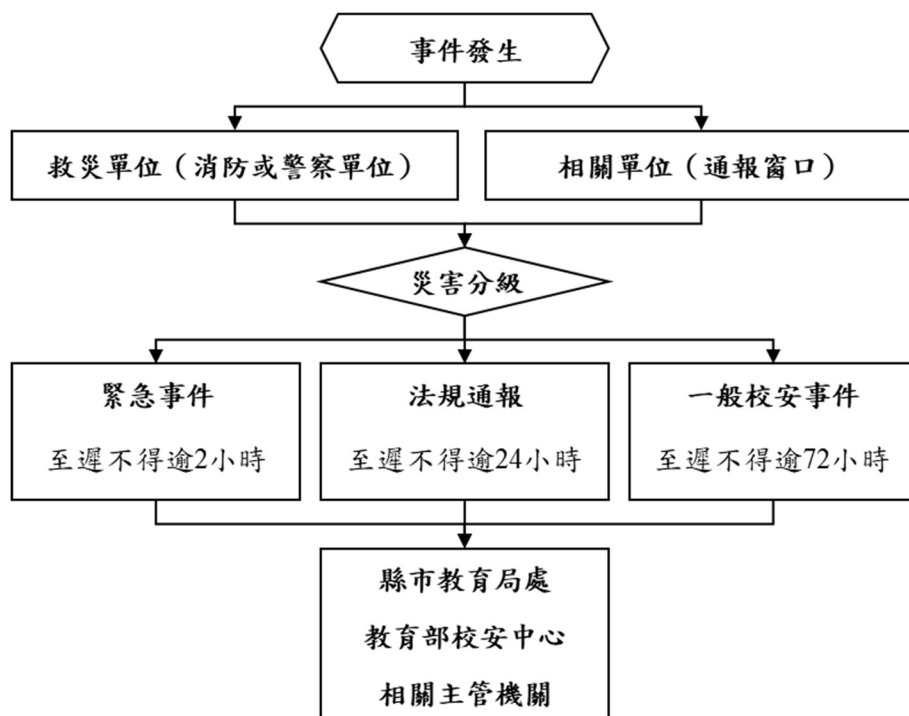 事件發生
救災單位（消防或警察單位）
相關單位（通報窗口）
災害分級
緊急事件
至遲不得逾2小時
法規通報
至遲不得逾24小時
一般校安事件
至遲不得逾72小時
縣市教育局處
教育部校安中心
相關主管機關